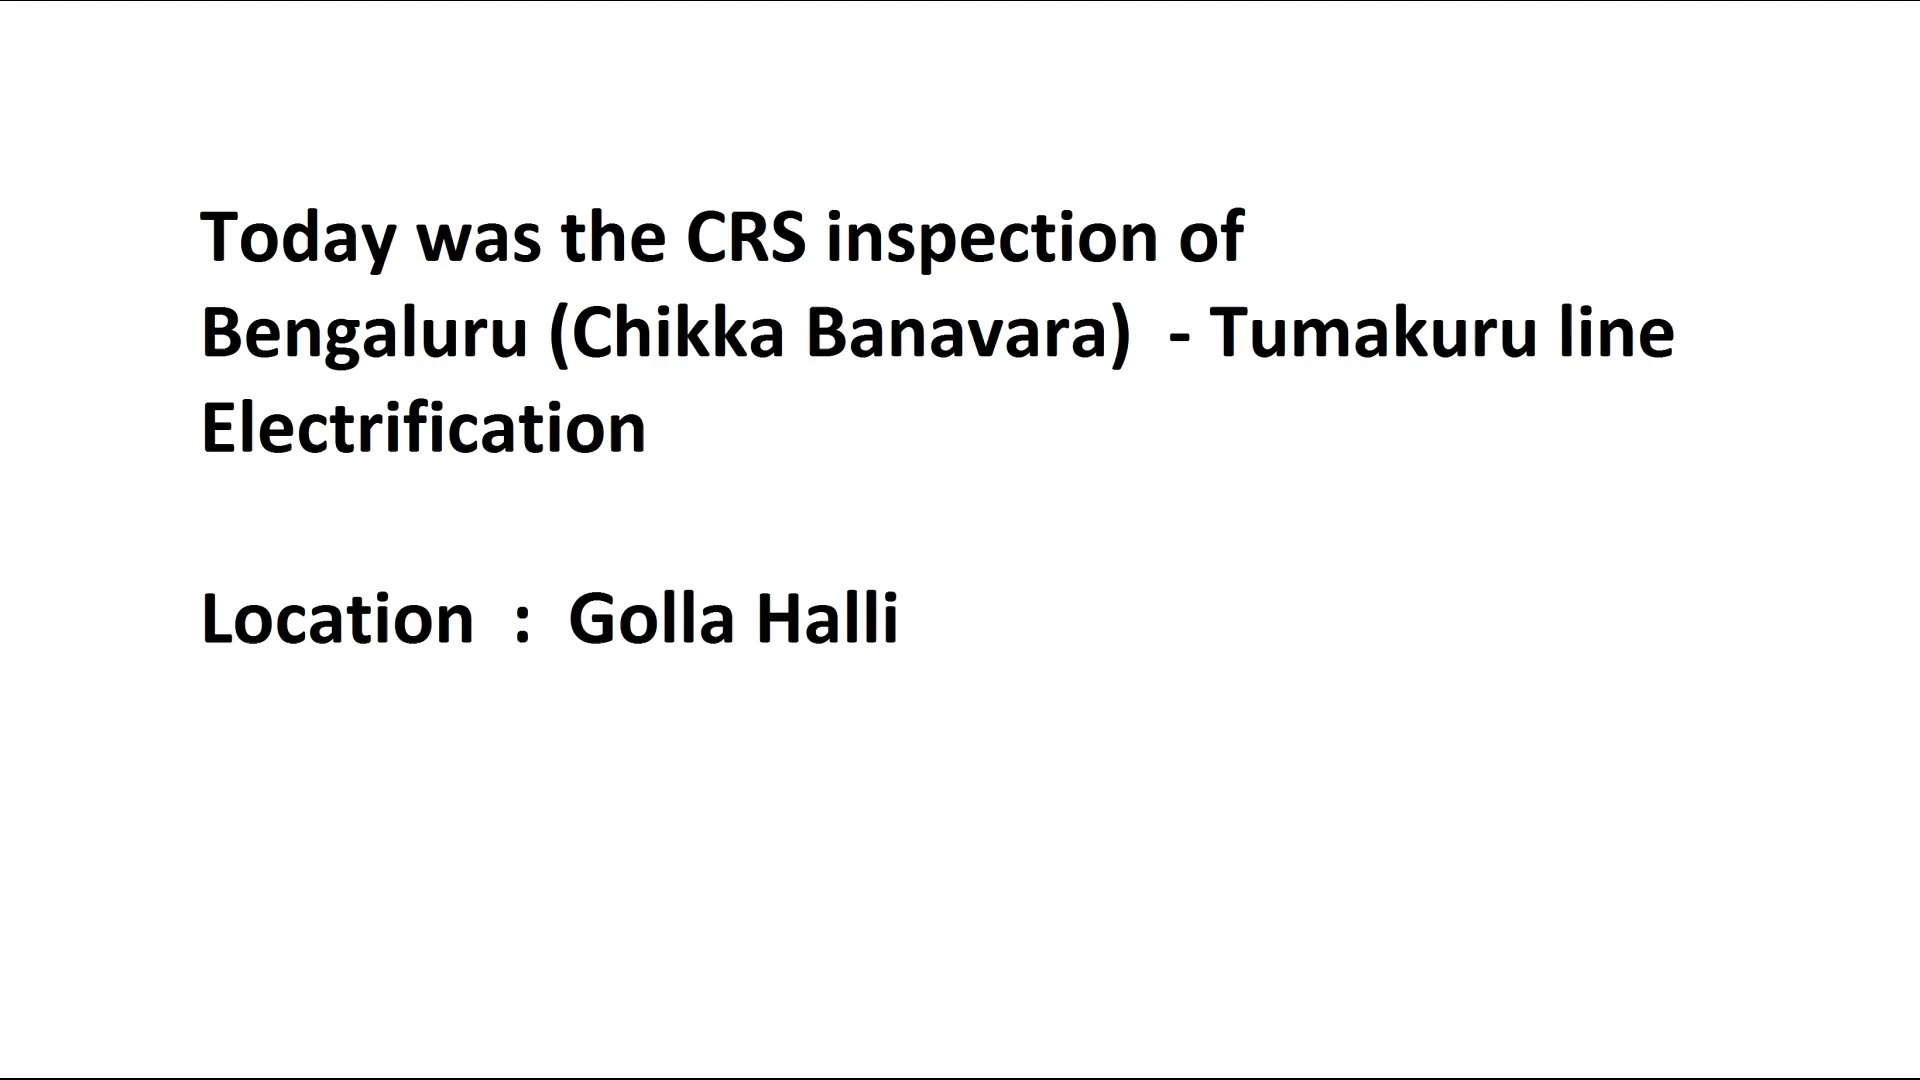 Today was the CRS inspection of
Bengaluru (Chikka Banavara)  - Tumakuru line
Electrification
Location  :  Golla Halli